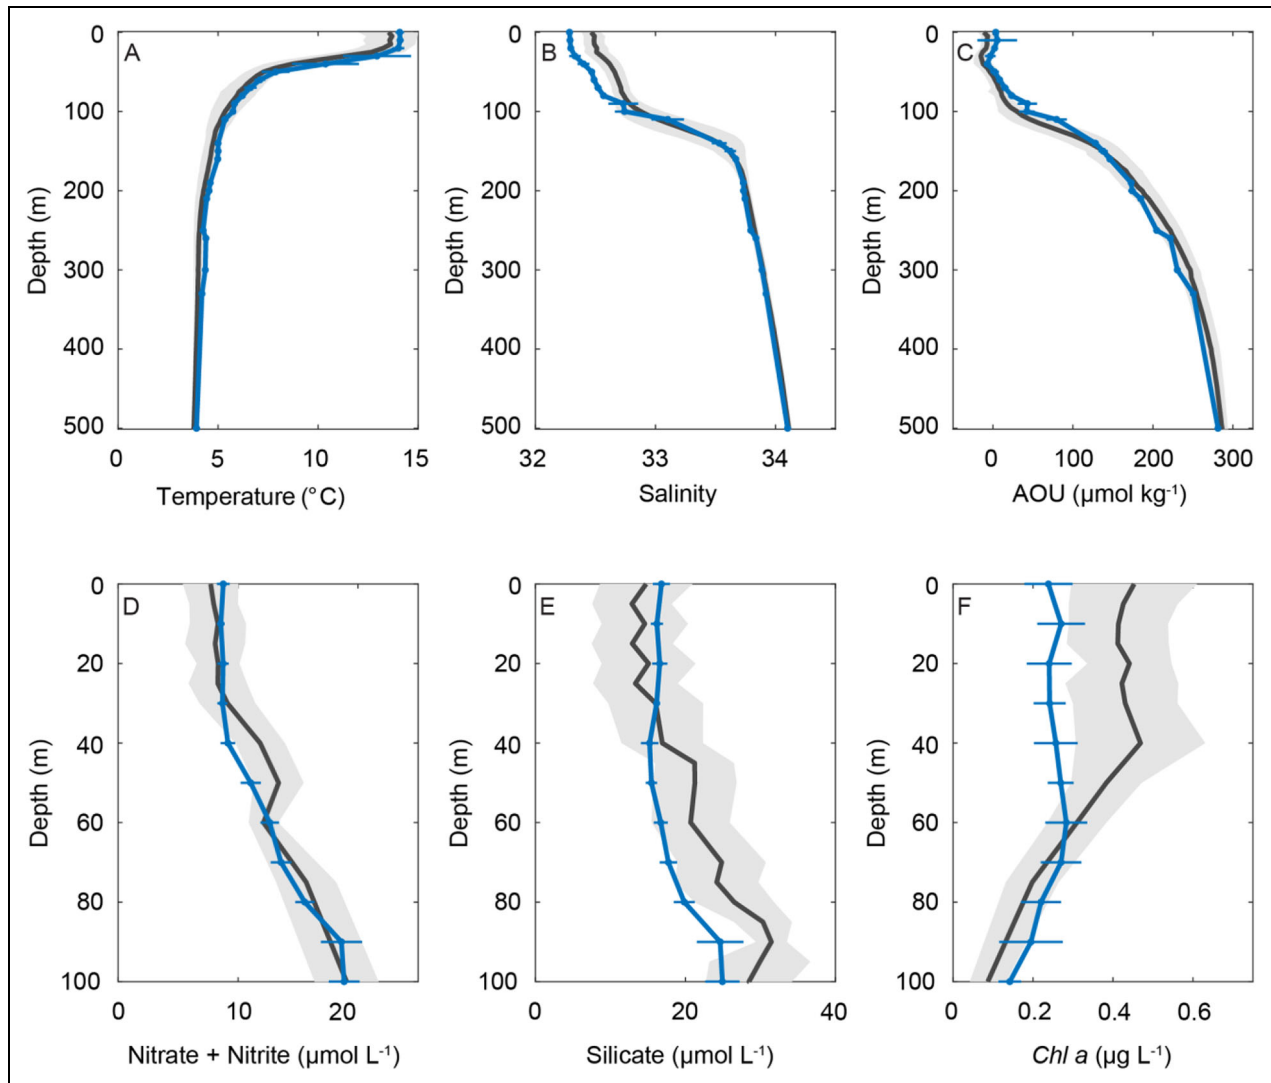 A
0
100
200
300
400
500
Depth (m)
0 5 10 15
Temperature (°C)
B
0
100
200
300
400
500
Depth (m)
32 33 34
Salinity
C
0
100
200
300
400
500
Depth (m)
0 100 200 300
AOU (µmol kg⁻¹)
D
0
20
40
60
80
100
Depth (m)
0 10 20
Nitrate + Nitrite (µmol L⁻¹)
E
0
20
40
60
80
100
Depth (m)
0 20 40
Silicate (µmol L⁻¹)
F
0
20
40
60
80
100
Depth (m)
0 0.2 0.4 0.6
Chl a (µg L⁻¹)